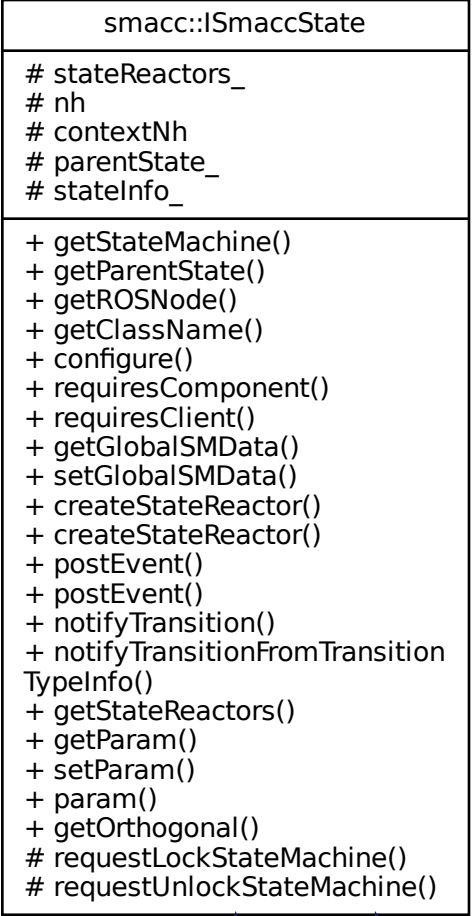 smacc::ISmaccState
# stateReactors_
# nh
# contextNh
# parentState_
# stateInfo_
+ getStateMachine()
+ getParentState()
+ getROSNode()
+ getClassName()
+ configure()
+ requiresComponent()
+ requiresClient()
+ getGlobalSMData()
+ setGlobalSMData()
+ createStateReactor()
+ createStateReactor()
+ postEvent()
+ postEvent()
+ notifyTransition()
+ notifyTransitionFromTransition
TypeInfo()
+ getStateReactors()
+ getParam()
+ setParam()
+ param()
+ getOrthogonal()
# requestLockStateMachine()
# requestUnlockStateMachine()